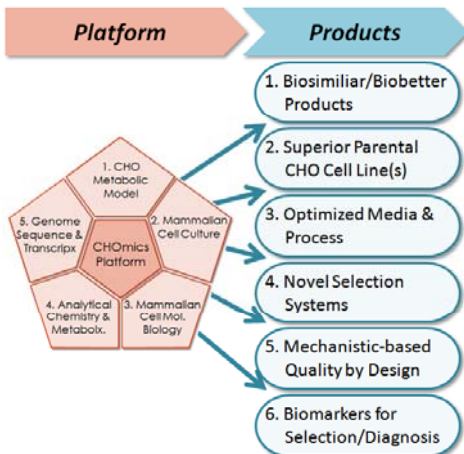 Platform
Products
1. CHO
Metabolic
Model
2. Mammalian
Cell Culture
3. Mammalian
Cell Mol.
Biology
4. Analytical
Chemistry &
Metabolx.
5. Genome
Sequence &
Transcripx
CHOmics
Platform
1. Biosimiliar/Biobetter
Products
2. Superior Parental
CHO Cell Line(s)
3. Optimized Media &
Process
4. Novel Selection
Systems
5. Mechanistic-based
Quality by Design
6. Biomarkers for
Selection/Diagnosis